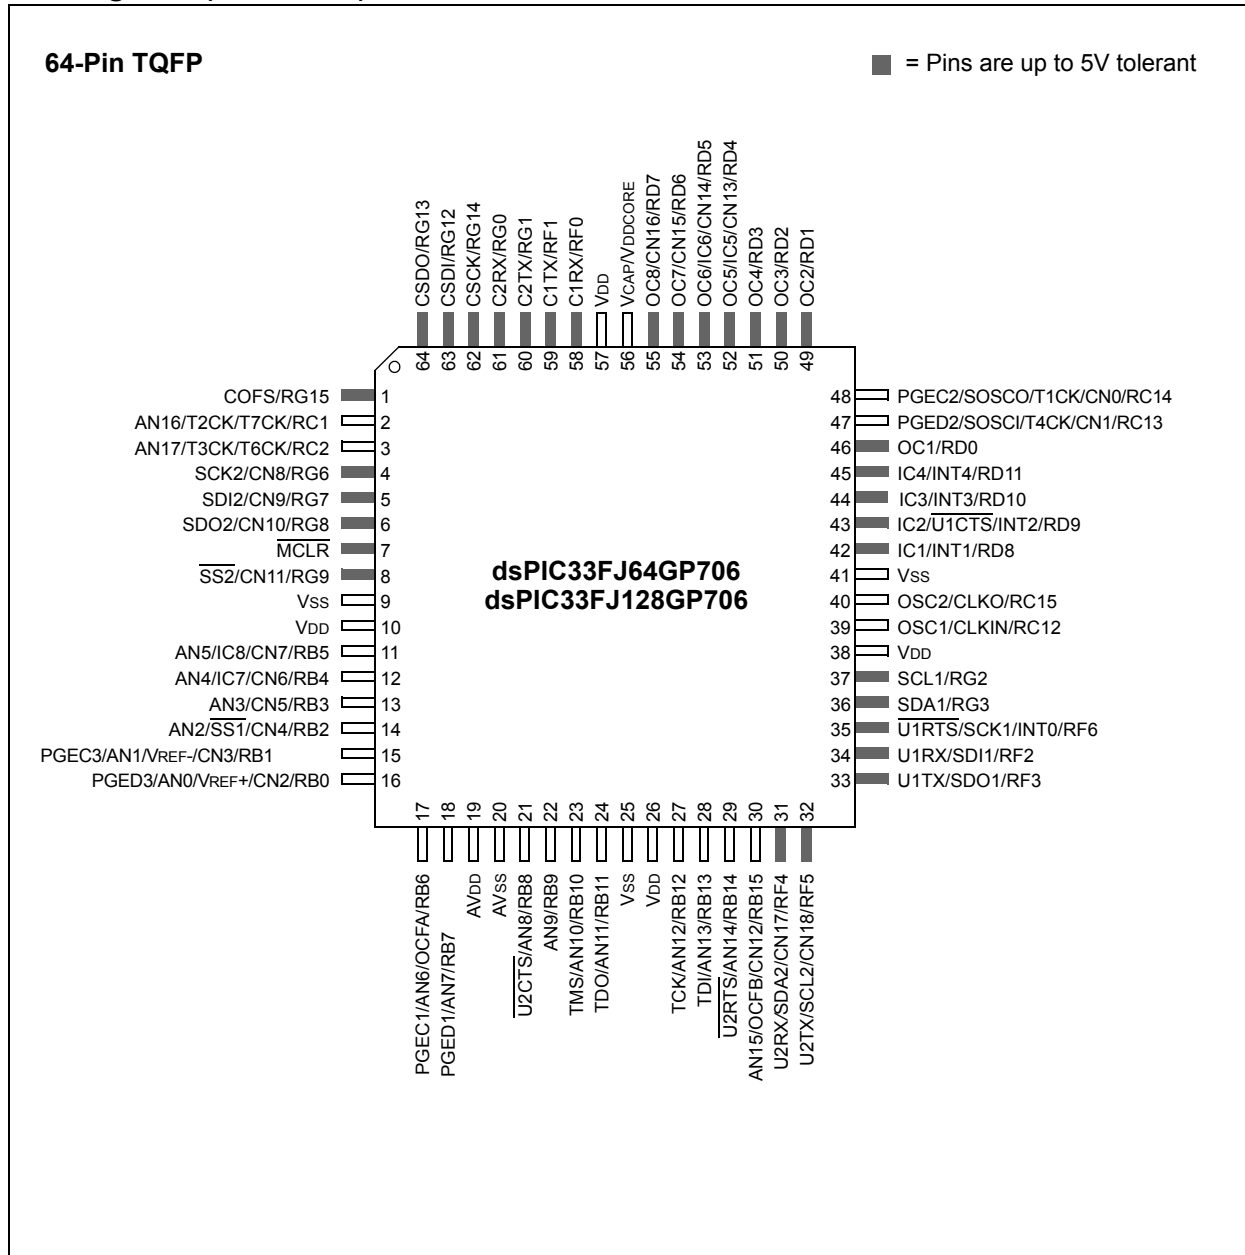 64-Pin TQFP
= Pins are up to 5V tolerant
CSDO/RG13
CSDI/RG12
CSCK/RG14
C2RX/RG0
C2TX/RG1
C1TX/RF1
C1RX/RF0
VDD
VCAP/VDDCORE
OC8/CN16/RD7
OC7/CN15/RD6
OC6/IC6/CN14/RD5
OC5/IC5/CN13/RD4
OC4/RD3
OC3/RD2
OC2/RD1
64 63 62 61 60 59 58 57 56 55 54 53 52 51 50 49
COFS/RG15 1
AN16/T2CK/T7CK/RC1 2
AN17/T3CK/T6CK/RC2 3
SCK2/CN8/RG6 4
SDI2/CN9/RG7 5
SDO2/CN10/RG8 6
MCLR 7
SS2/CN11/RG9 8
VSS 9
VDD 10
AN5/IC8/CN7/RB5 11
AN4/IC7/CN6/RB4 12
AN3/CN5/RB3 13
AN2/SS1/CN4/RB2 14
PGEC3/AN1/VREF-/CN3/RB1 15
PGED3/AN0/VREF+/CN2/RB0 16
dsPIC33FJ64GP706
dsPIC33FJ128GP706
48 PGEC2/SOSCO/T1CK/CN0/RC14
47 PGED2/SOSCI/T4CK/CN1/RC13
46 OC1/RD0
45 IC4/INT4/RD11
44 IC3/INT3/RD10
43 IC2/U1CTS/INT2/RD9
42 IC1/INT1/RD8
41 VSS
40 OSC2/CLKO/RC15
39 OSC1/CLKIN/RC12
38 VDD
37 SCL1/RG2
36 SDA1/RG3
35 U1RTS/SCK1/INT0/RF6
34 U1RX/SDI1/RF2
33 U1TX/SDO1/RF3
17 18 19 20 21 22 23 24 25 26 27 28 29 30 31 32
PGEC1/AN6/OCFA/RB6
PGED1/AN7/RB7
AVDD
AVSS
U2CTS/AN8/RB8
AN9/RB9
TMS/AN10/RB10
TDO/AN11/RB11
VSS
VDD
TCK/AN12/RB12
TDI/AN13/RB13
U2RTS/AN14/RB14
AN15/OCFB/CN12/RB15
U2RX/SDA2/CN17/RF4
U2TX/SCL2/CN18/RF5